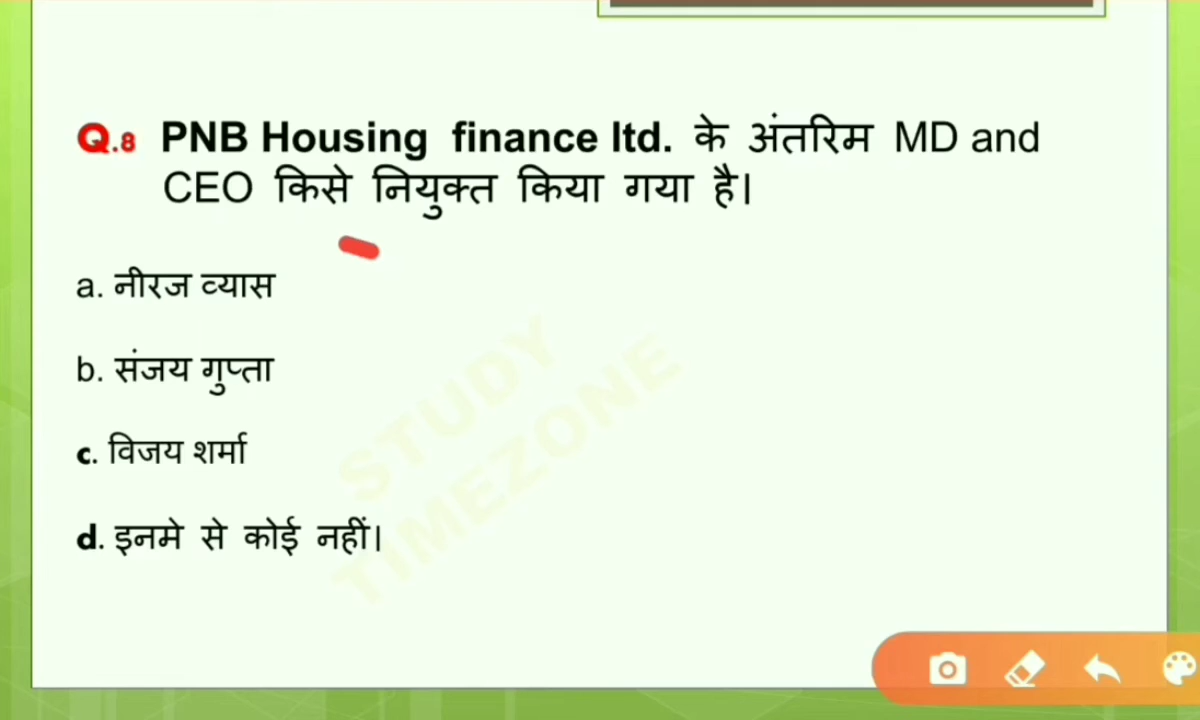 Q.8 PNB Housing finance ltd. के अंतरिम MD and
CEO किसे नियुक्त किया गया है।
a. नीरज व्यास
b. संजय गुप्ता
c. विजय शर्मा
d. इनमे से कोई नहीं।
STUDY
TIMEZONE